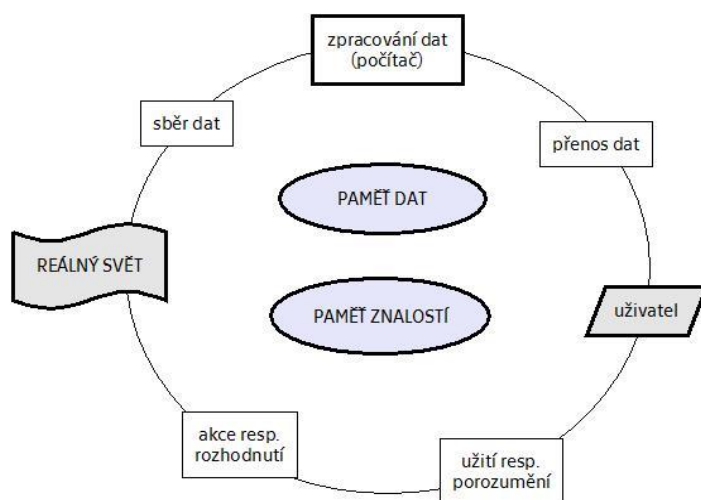 zpracování dat
(počítač)
sběr dat
přenos dat
PAMĚŤ DAT
REÁLNÝ SVĚT
PAMĚŤ ZNALOSTÍ
uživatel
akce resp.
rozhodnutí
užití resp.
porozumění